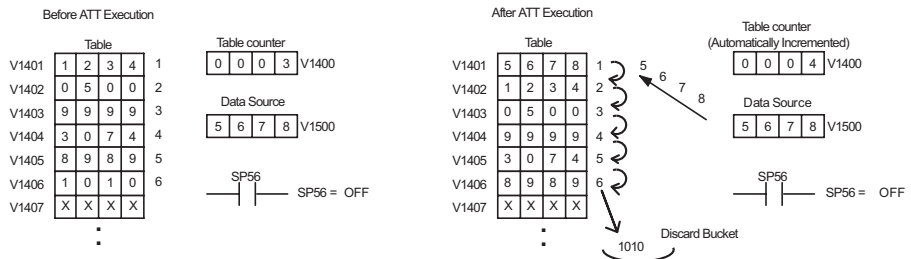 Before ATT Execution
Table
V1401 1 2 3 4 1
V1402 0 5 0 0 2
V1403 9 9 9 9 3
V1404 3 0 7 4 4
V1405 8 9 8 9 5
V1406 1 0 1 0 6
V1407 X X X X
Table counter
0 0 0 3 V1400
Data Source
5 6 7 8 V1500
SP56
SP56 = OFF
After ATT Execution
Table
V1401 5 6 7 8 1
V1402 1 2 3 4 2
V1403 0 5 0 0 3
V1404 9 9 9 9 4
V1405 3 0 7 4 5
V1406 8 9 8 9 6
V1407 X X X X
5 6 7 8
Table counter
(Automatically Incremented)
0 0 0 4 V1400
Data Source
5 6 7 8 V1500
SP56
SP56 = OFF
Discard Bucket
1010